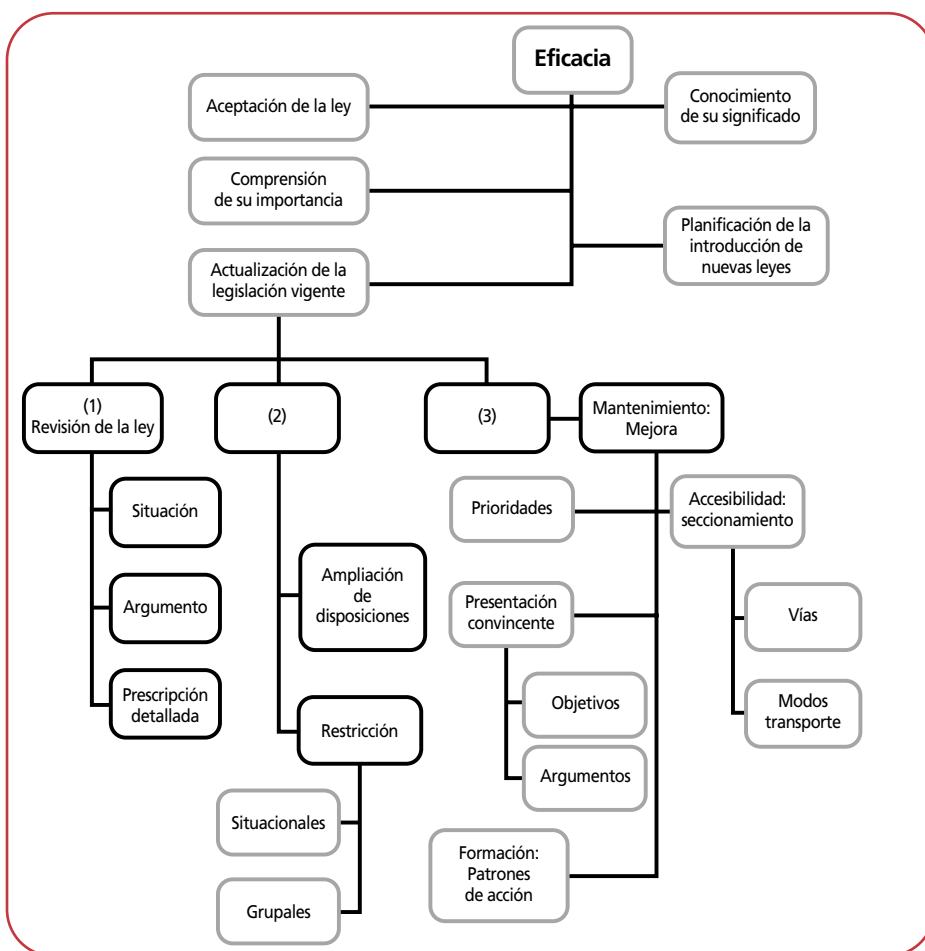 Eficacia
Aceptación de la ley
Conocimiento
de su significado
Comprensión
de su importancia
Planificación de la
introducción de
nuevas leyes
Actualización de la
legislación vigente
(1)
Revisión de la ley
(2)
(3)
Mantenimiento:
Mejora
Situación
Argumento
Prescripción
detallada
Ampliación
de
disposiciones
Restricción
Situacionales
Grupales
Prioridades
Accesibilidad:
seccionamiento
Presentación
convincente
Vías
Objetivos
Modos
transporte
Argumentos
Formación:
Patrones
de acción